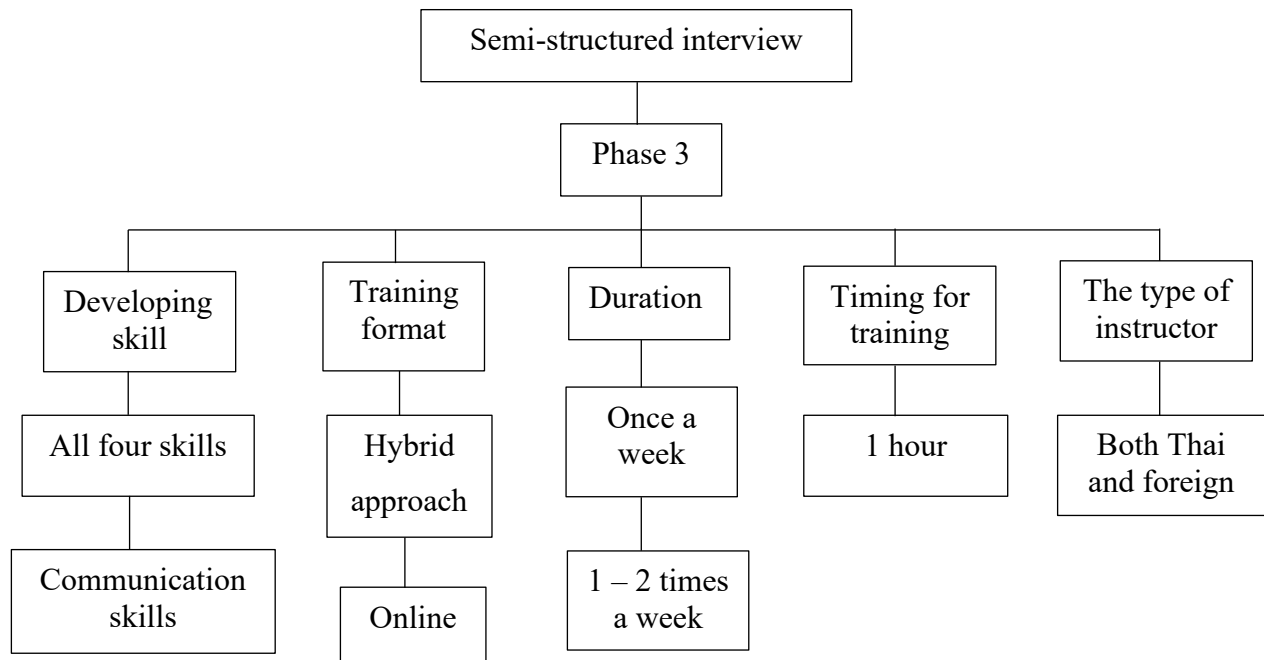 Semi-structured interview
Phase 3
Developing
skill
Training
format
Duration
Timing for
training
The type of
instructor
All four skills
Hybrid
approach
Once a
week
1 hour
Both Thai
and foreign
Communication
skills
Online
1 – 2 times
a week